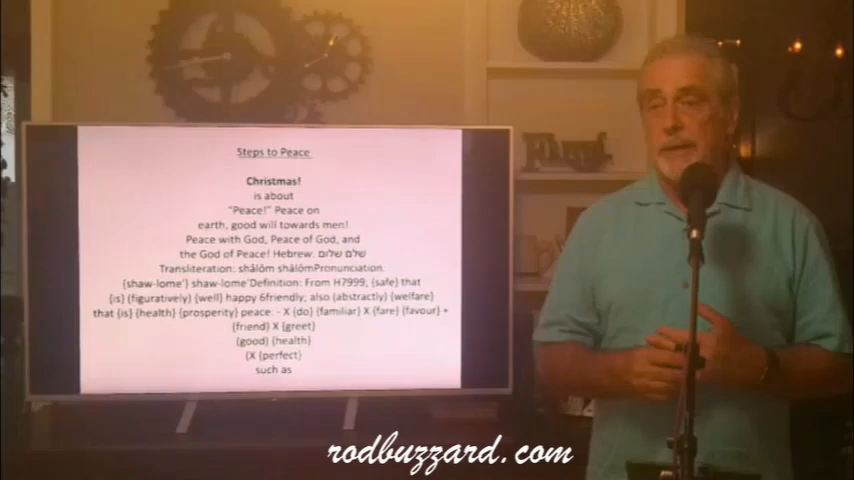 Steps to Peace
Christmas!
is about
"Peace!" Peace on
earth, good will towards men!
Peace with God, Peace of God, and
the God of Peace! Hebrew: שלם שלום
Transliteration: shâlôm shâlômPronunciation:
{shaw-lome'} shaw-lome'Definition: From H7999; {safe} that
{is} (figuratively) {well} happy 6friendly; also (abstractly) {welfare}
that {is} {health} {prosperity} peace. - X {do} {familiar} X {fare} {favour} +
{friend} X {greet}
(good) {health}
(X {perfect}
such as
rodbuzzard.com